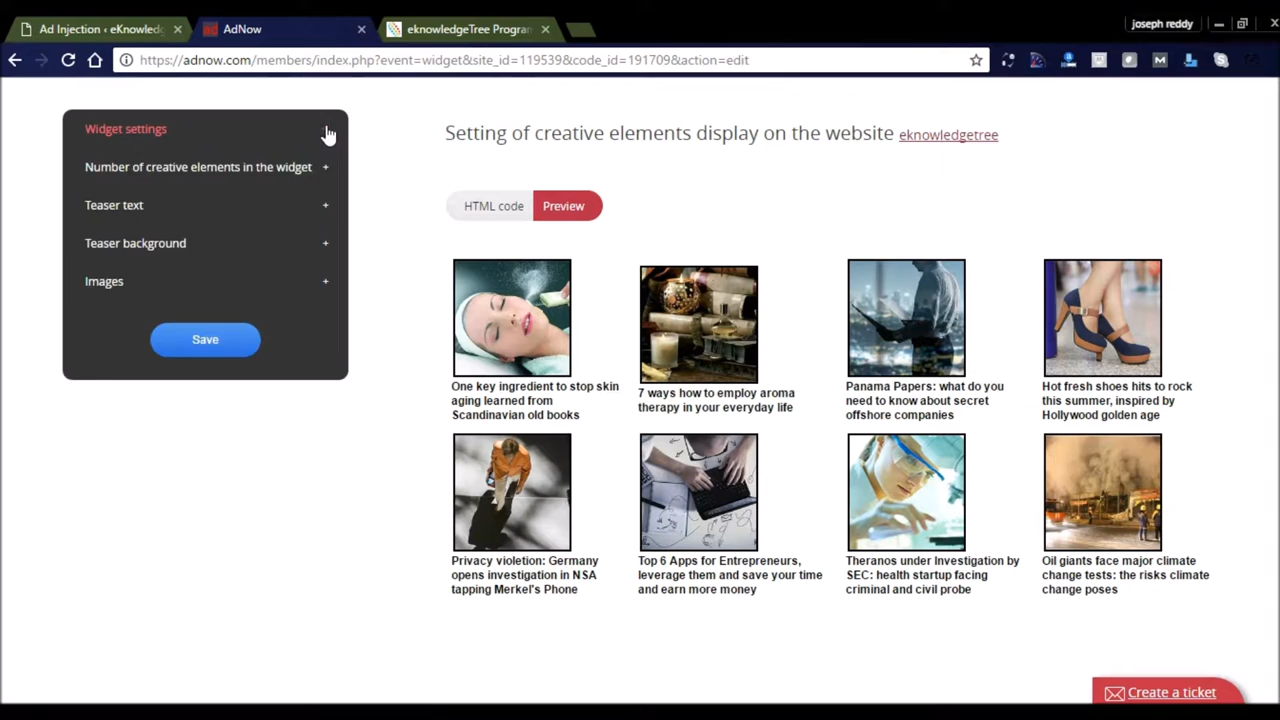 Ad Injection ‹ eKnowled
AdNow
eknowledgeTree Progran
joseph reddy
https://adnow.com/members/index.php?event=widget&site_id=119539&code_id=191709&action=edit
Widget settings
Number of creative elements in the widget +
Teaser text +
Teaser background +
Images +
Save
Setting of creative elements display on the website eknowledgetree
HTML code
Preview
One key ingredient to stop skin
aging learned from
Scandinavian old books
7 ways how to employ aroma
therapy in your everyday life
Panama Papers: what do you
need to know about secret
offshore companies
Hot fresh shoes hits to rock
this summer, inspired by
Hollywood golden age
Privacy violetion: Germany
opens investigation in NSA
tapping Merkel's Phone
Top 6 Apps for Entrepreneurs,
leverage them and save your time
and earn more money
Theranos under Investigation by
SEC: health startup facing
criminal and civil probe
Oil giants face major climate
change tests: the risks climate
change poses
Create a ticket